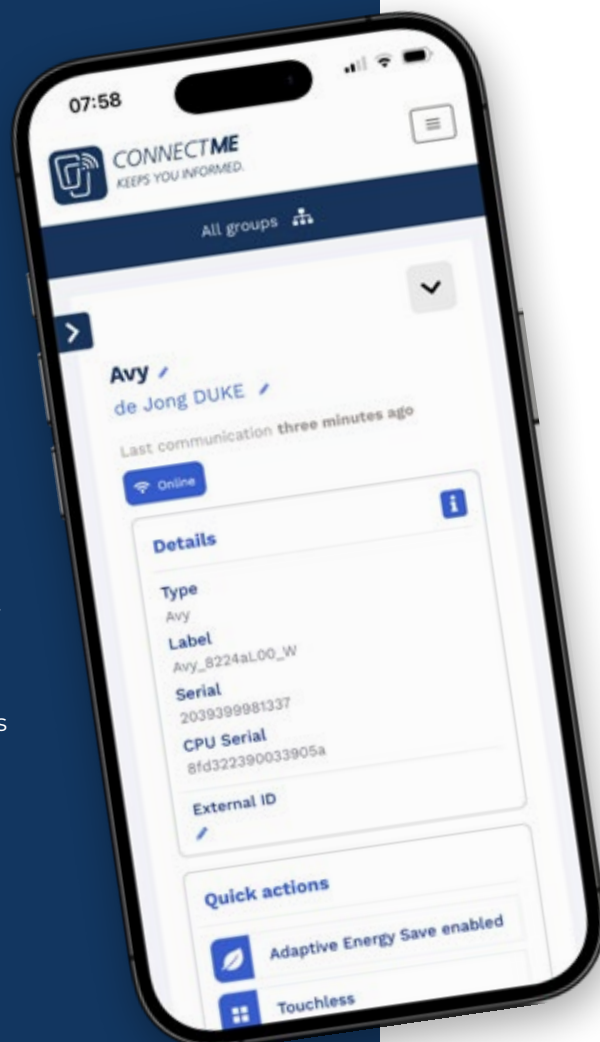 07:58
CONNECTME
KEEPS YOU INFORMED.
All groups
Avy
de Jong DUKE
Last communication three minutes ago
Online
Details
Type
Avy
Label
Avy_8224aL00_W
Serial
2039399981337
CPU Serial
8fd322390033905a
External ID
Quick actions
Adaptive Energy Save enabled
Touchless
s